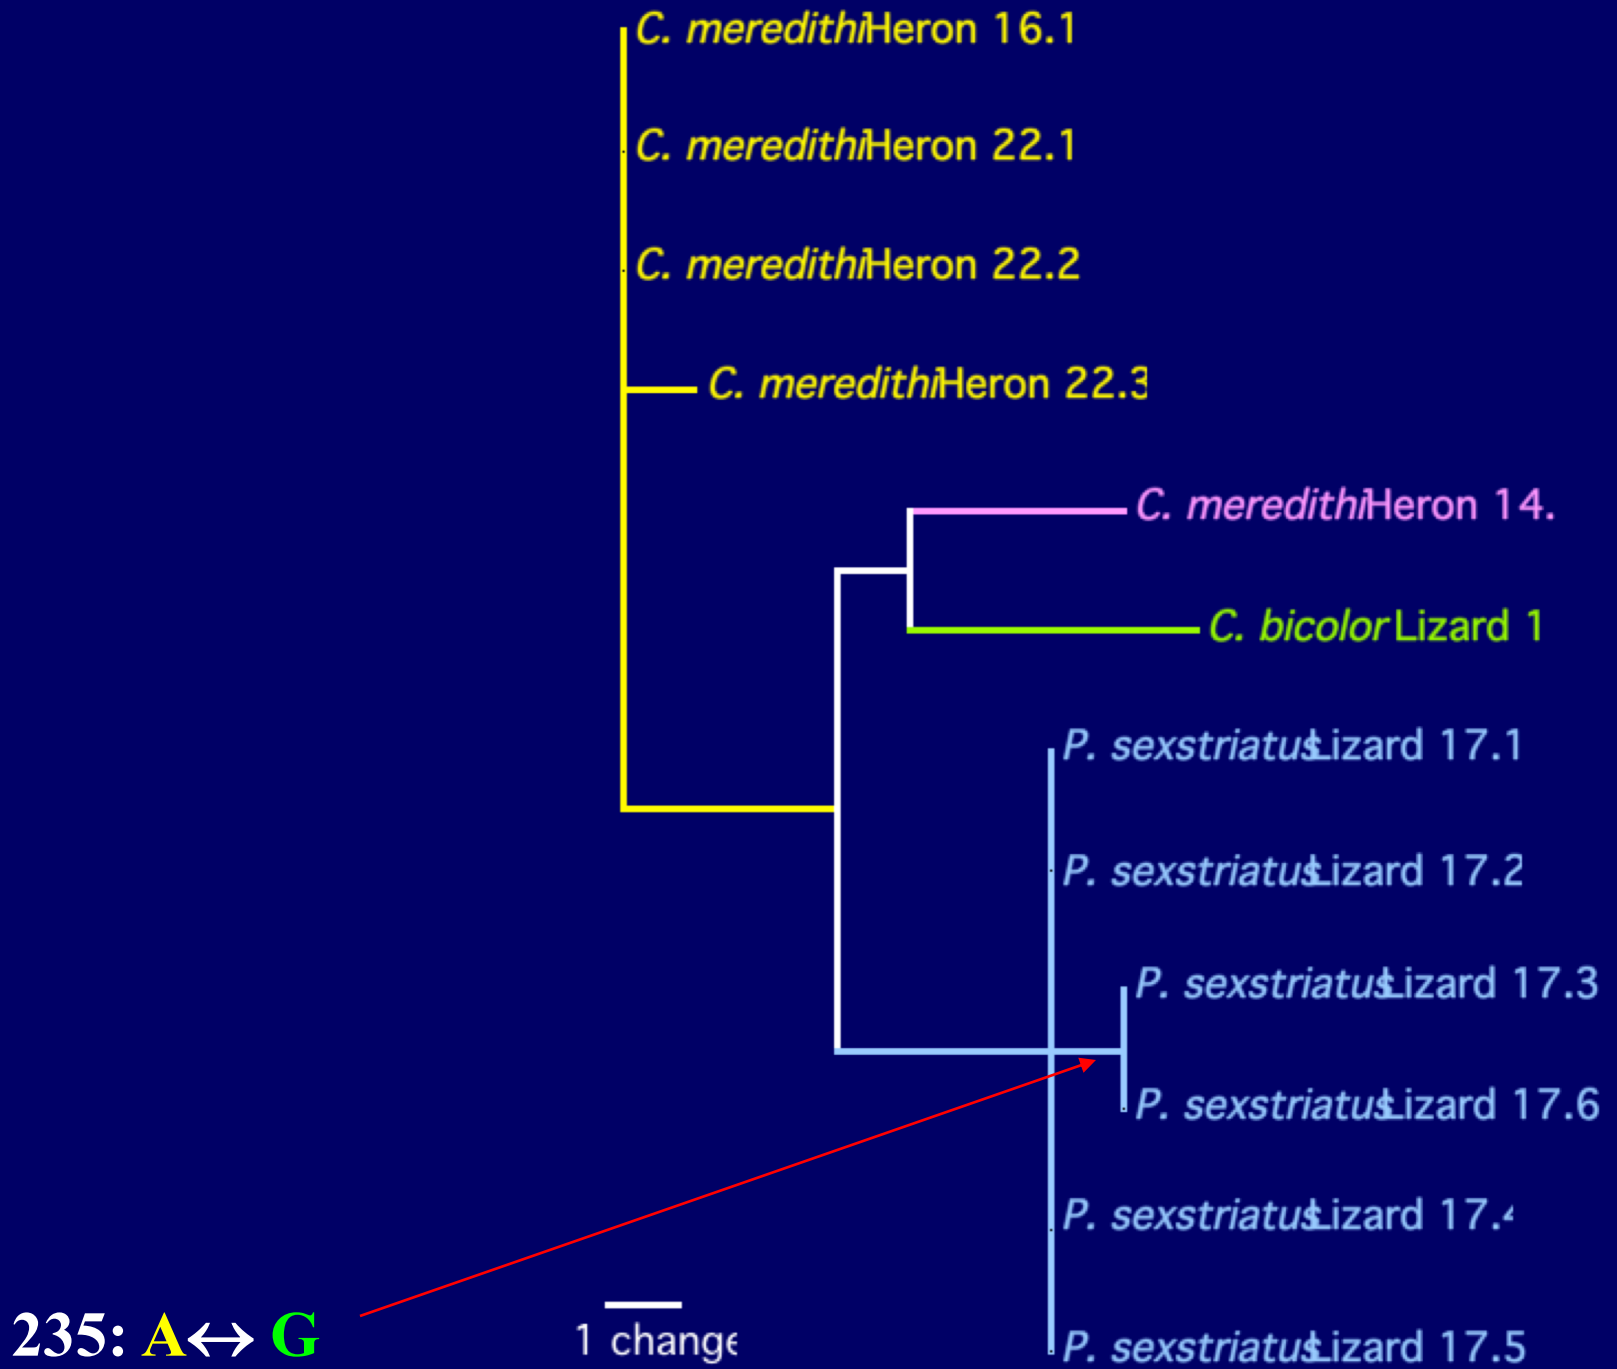 C. meredithi Heron 16.1
C. meredithi Heron 22.1
C. meredithi Heron 22.2
C. meredithi Heron 22.3
C. meredithi Heron 14.
C. bicolor Lizard 1
P. sexstriatus Lizard 17.1
P. sexstriatus Lizard 17.2
P. sexstriatus Lizard 17.3
P. sexstriatus Lizard 17.6
P. sexstriatus Lizard 17.4
235: A↔G
1 change
P. sexstriatus Lizard 17.5